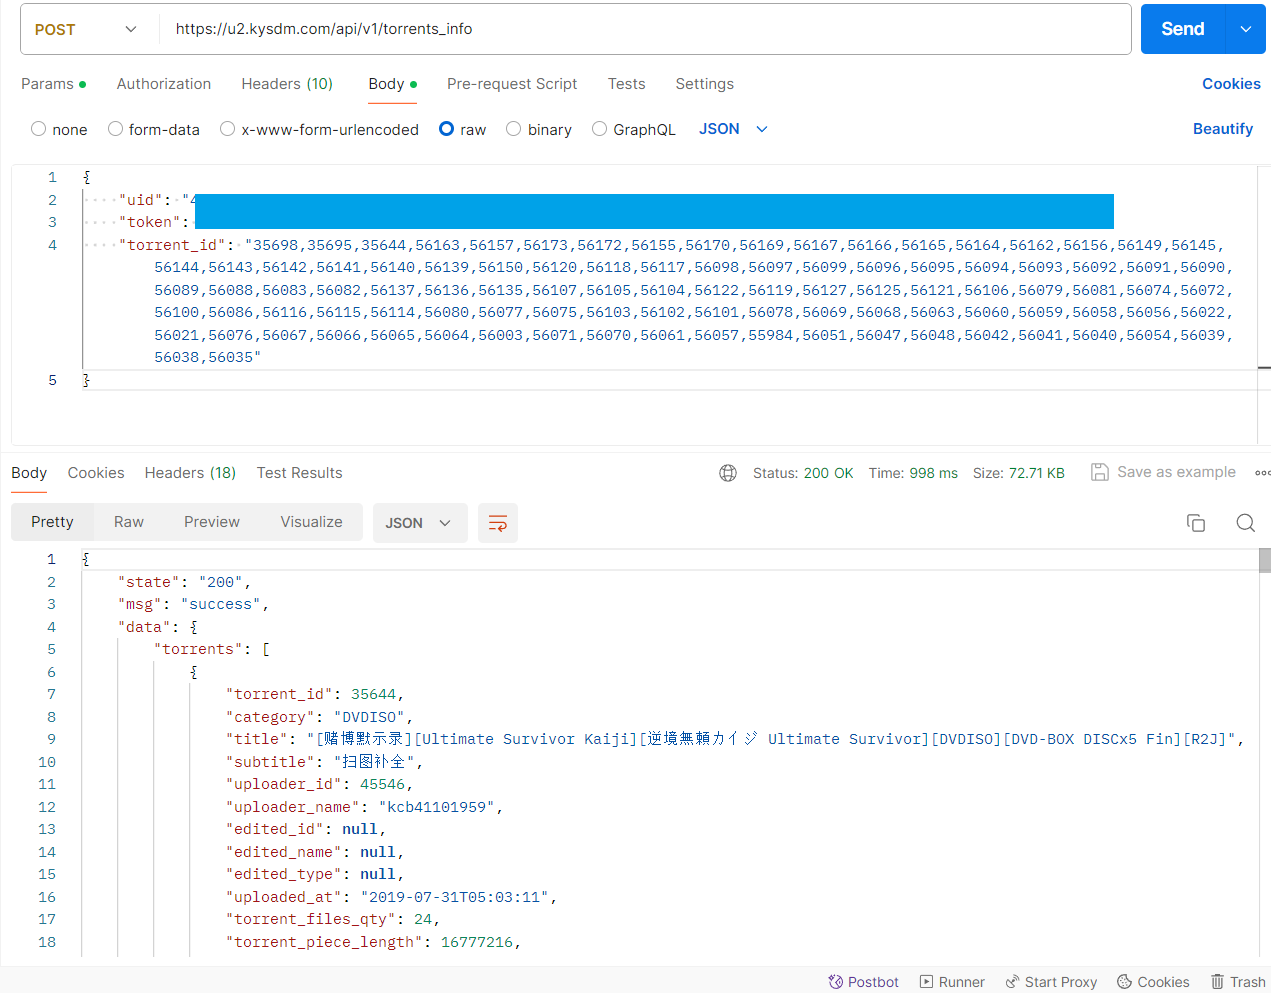 POST https://u2.kysdm.com/api/v1/torrents_info Send
Params Authorization Headers (10) Body Pre-request Script Tests Settings Cookies
none form-data x-www-form-urlencoded raw binary GraphQL JSON Beautify
1 {
2 "uid": "4
3 "token":
4 "torrent_id": "35698,35695,35644,56163,56157,56173,56172,56155,56170,56169,56167,56166,56165,56164,56162,56156,56149,56145,
56144,56143,56142,56141,56140,56139,56150,56120,56118,56117,56098,56097,56099,56096,56095,56094,56093,56092,56091,56090,
56089,56088,56083,56082,56137,56136,56135,56107,56105,56104,56122,56119,56127,56125,56121,56106,56079,56081,56074,56072,
56100,56086,56116,56115,56114,56080,56077,56075,56103,56102,56101,56078,56069,56068,56063,56060,56059,56058,56056,56022,
56021,56076,56067,56066,56065,56064,56003,56071,56070,56061,56057,55984,56051,56047,56048,56042,56041,56040,56054,56039,
56038,56035"
5 }
Body Cookies Headers (18) Test Results Status: 200 OK Time: 998 ms Size: 72.71 KB Save as example
Pretty Raw Preview Visualize JSON
1 {
2 "state": "200",
3 "msg": "success",
4 "data": {
5 "torrents": [
6 {
7 "torrent_id": 35644,
8 "category": "DVDISO",
9 "title": "[赌博默示录][Ultimate Survivor Kaiji][逆境無頼カイジ Ultimate Survivor][DVDISO][DVD-BOX DISCx5 Fin][R2J]",
10 "subtitle": "扫图补全",
11 "uploader_id": 45546,
12 "uploader_name": "kcb41101959",
13 "edited_id": null,
14 "edited_name": null,
15 "edited_type": null,
16 "uploaded_at": "2019-07-31T05:03:11",
17 "torrent_files_qty": 24,
18 "torrent_piece_length": 16777216,
Postbot Runner Start Proxy Cookies Trash